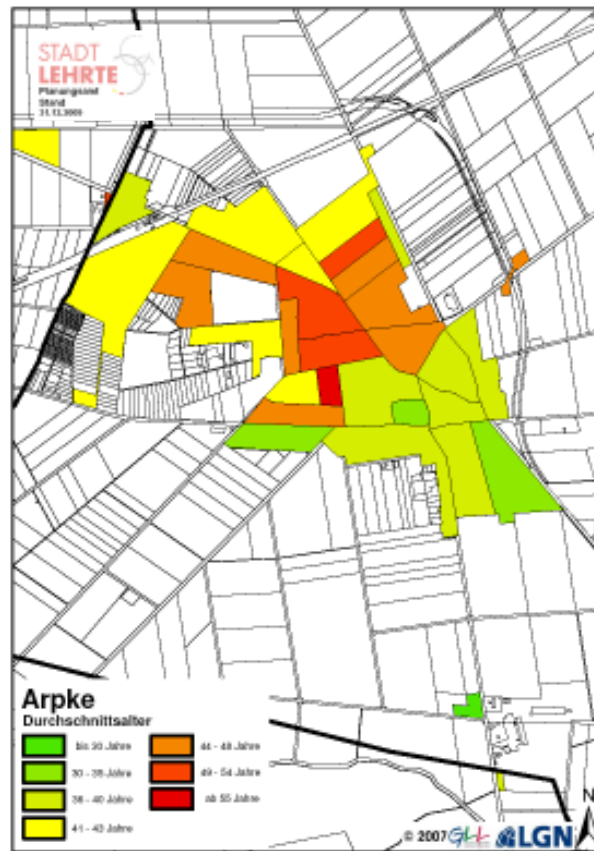 STADT
LEHRTE
Planungsamt
Stand
Arpke
Durchschnittsalter
bis 30 Jahre
30 - 35 Jahre
36 - 40 Jahre
41 - 43 Jahre
44 - 48 Jahre
49 - 54 Jahre
ab 55 Jahre
N
© 2007 GLL LGN